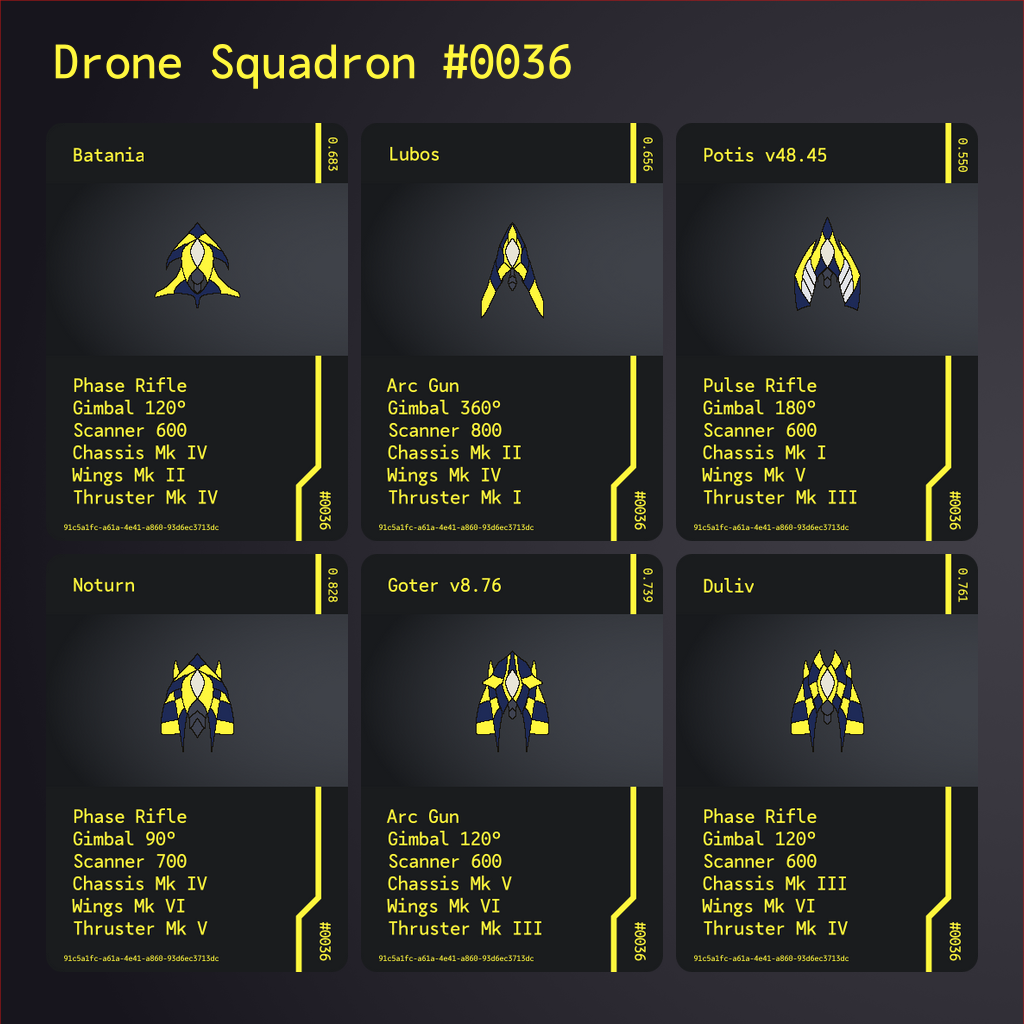 Drone Squadron #0036
Batania
0.683
Phase Rifle
Gimbal 120º
Scanner 600
Chassis Mk IV
Wings Mk II
Thruster Mk IV
#0036
91c5a1fc-a61a-4e41-a860-93d6ec3713dc
Lubos
0.656
Arc Gun
Gimbal 360º
Scanner 800
Chassis Mk II
Wings Mk IV
Thruster Mk I
#0036
91c5a1fc-a61a-4e41-a860-93d6ec3713dc
Potis v48.45
0.550
Pulse Rifle
Gimbal 180º
Scanner 600
Chassis Mk I
Wings Mk V
Thruster Mk III
#0036
91c5a1fc-a61a-4e41-a860-93d6ec3713dc
Noturn
0.828
Phase Rifle
Gimbal 90º
Scanner 700
Chassis Mk IV
Wings Mk VI
Thruster Mk V
#0036
91c5a1fc-a61a-4e41-a860-93d6ec3713dc
Goter v8.76
0.739
Arc Gun
Gimbal 120º
Scanner 600
Chassis Mk V
Wings Mk VI
Thruster Mk III
#0036
91c5a1fc-a61a-4e41-a860-93d6ec3713dc
Duliv
0.761
Phase Rifle
Gimbal 120º
Scanner 600
Chassis Mk III
Wings Mk VI
Thruster Mk IV
#0036
91c5a1fc-a61a-4e41-a860-93d6ec3713dc